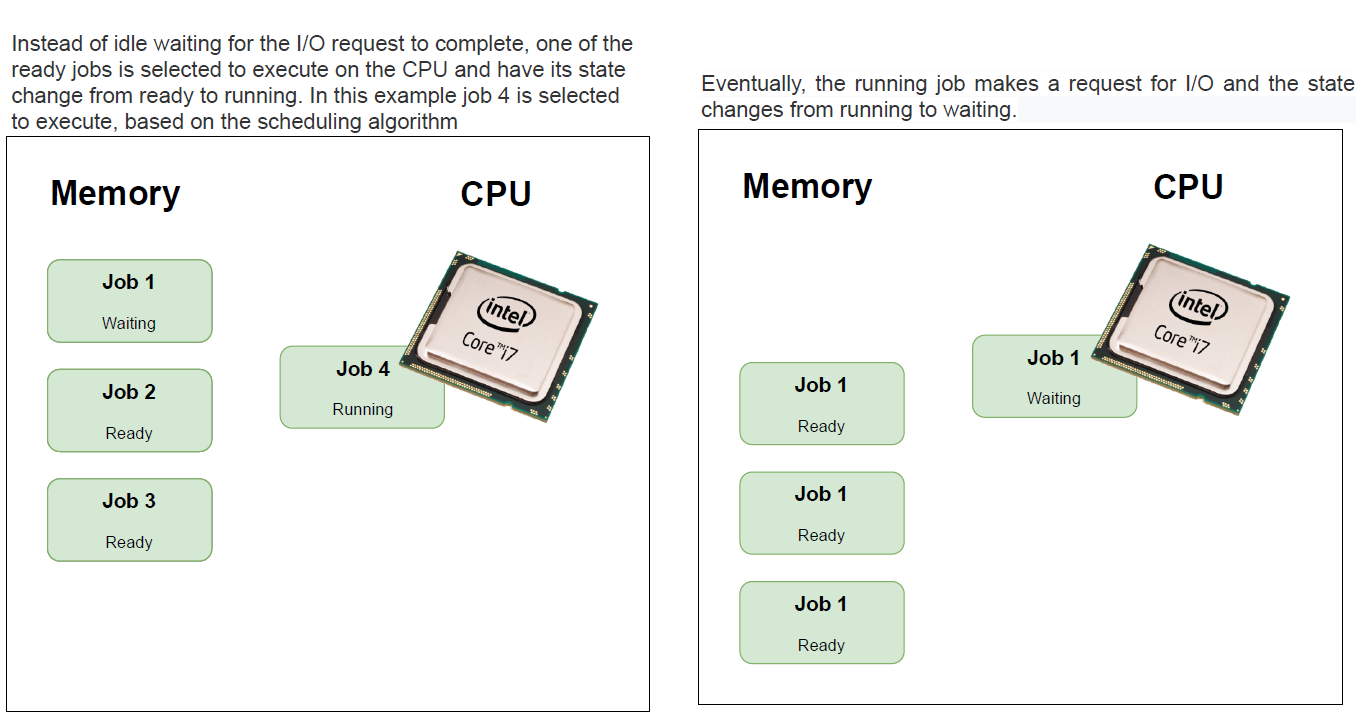 Instead of idle waiting for the I/O request to complete, one of the
ready jobs is selected to execute on the CPU and have its state
change from ready to running. In this example job 4 is selected
to execute, based on the scheduling algorithm
Memory
CPU
Job 1
Waiting
Job 2
Ready
Job 3
Ready
Job 4
Running
intel
Core™i7
Eventually, the running job makes a request for I/O and the state
changes from running to waiting.
Memory
CPU
Job 1
Ready
Job 1
Ready
Job 1
Ready
Job 1
Waiting
intel
Core™i7